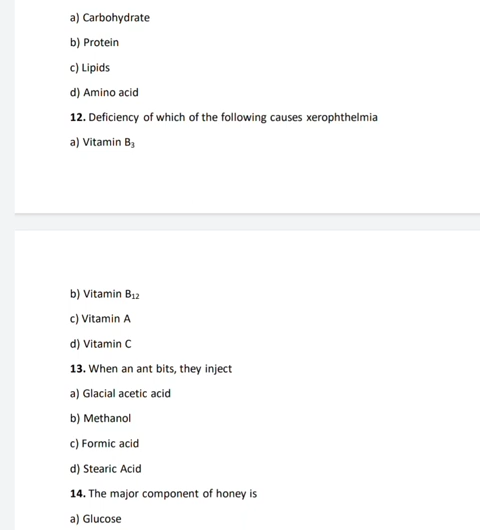 a) Carbohydrate
b) Protein
c) Lipids
d) Amino acid
12. Deficiency of which of the following causes xerophthelmia
a) Vitamin B₃
b) Vitamin B₁₂
c) Vitamin A
d) Vitamin C
13. When an ant bits, they inject
a) Glacial acetic acid
b) Methanol
c) Formic acid
d) Stearic Acid
14. The major component of honey is
a) Glucose